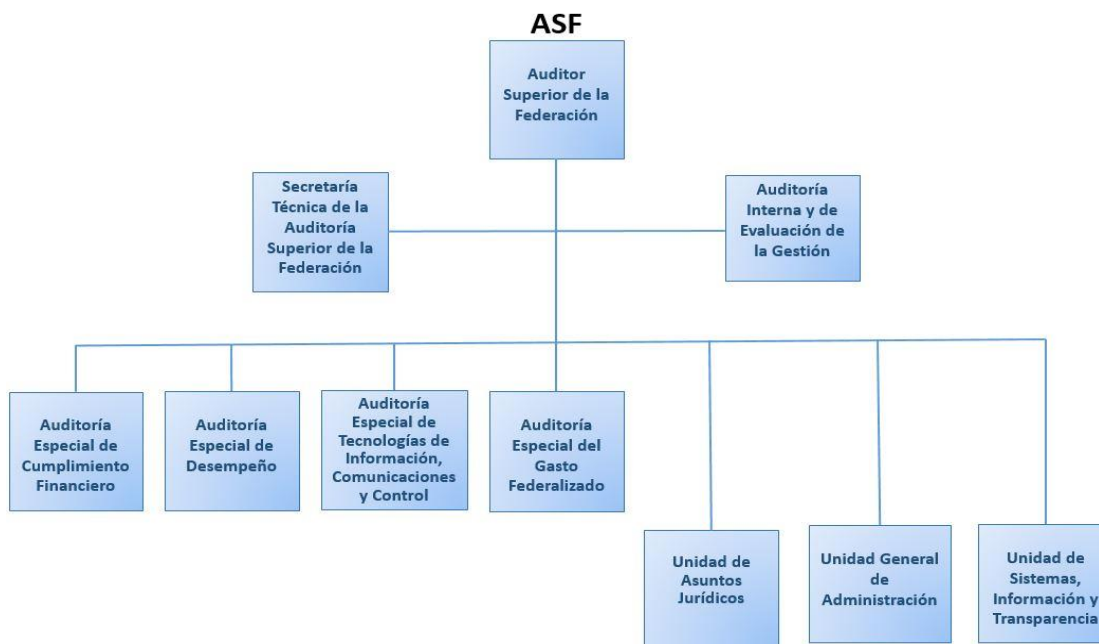 ASF
Auditor
Superior de la
Federación
Secretaría
Técnica de la
Auditoría
Superior de la
Federación
Auditoría
Interna y de
Evaluación de
la Gestión
Auditoría
Especial de
Cumplimiento
Financiero
Auditoría
Especial de
Desempeño
Auditoría
Especial de
Tecnologías de
Información,
Comunicaciones
y Control
Auditoría
Especial del
Gasto
Federalizado
Unidad de
Asuntos
Jurídicos
Unidad General
de
Administración
Unidad de
Sistemas,
Información y
Transparencia